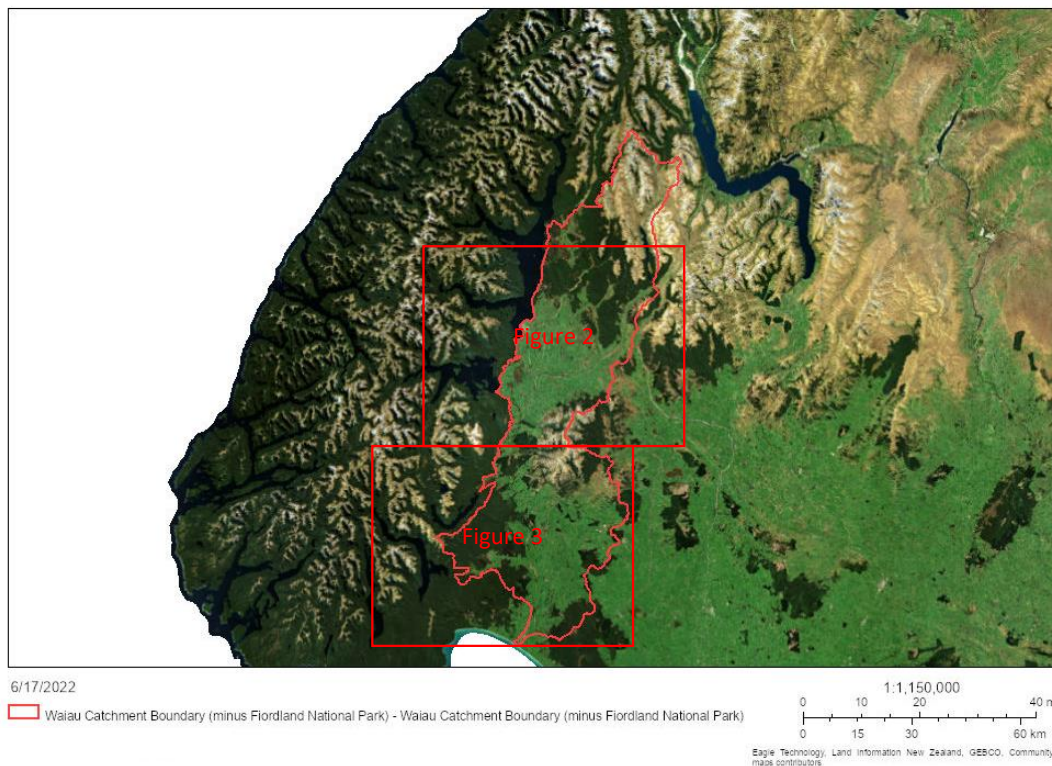 Figure 2
Figure 3
6/17/2022
Waiau Catchment Boundary (minus Fiordland National Park) - Waiau Catchment Boundary (minus Fiordland National Park)
1:1,150,000
0 10 20 40 m
0 15 30 60 km
Eagle Technology, Land Information New Zealand, GEBCO, Community
maps contributors